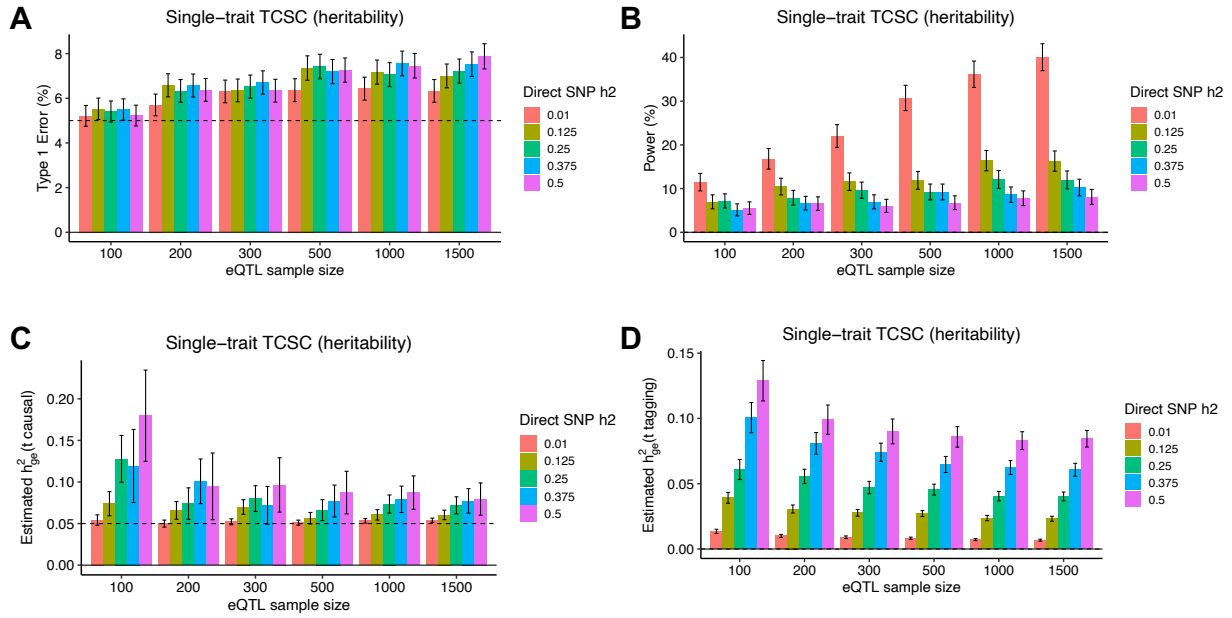 A
Single−trait TCSC (heritability)
Type 1 Error (%)
8
6
4
2
0
100 200 300 500 1000 1500
eQTL sample size
Direct SNP h2
0.01
0.125
0.25
0.375
0.5
B
Single−trait TCSC (heritability)
Power (%)
40
30
20
10
0
100 200 300 500 1000 1500
eQTL sample size
Direct SNP h2
0.01
0.125
0.25
0.375
0.5
C
Single−trait TCSC (heritability)
Estimated h²ge(t causal)
0.20
0.15
0.10
0.05
0.00
100 200 300 500 1000 1500
eQTL sample size
Direct SNP h2
0.01
0.125
0.25
0.375
0.5
D
Single−trait TCSC (heritability)
Estimated h²ge(t tagging)
0.15
0.10
0.05
0.00
100 200 300 500 1000 1500
eQTL sample size
Direct SNP h2
0.01
0.125
0.25
0.375
0.5